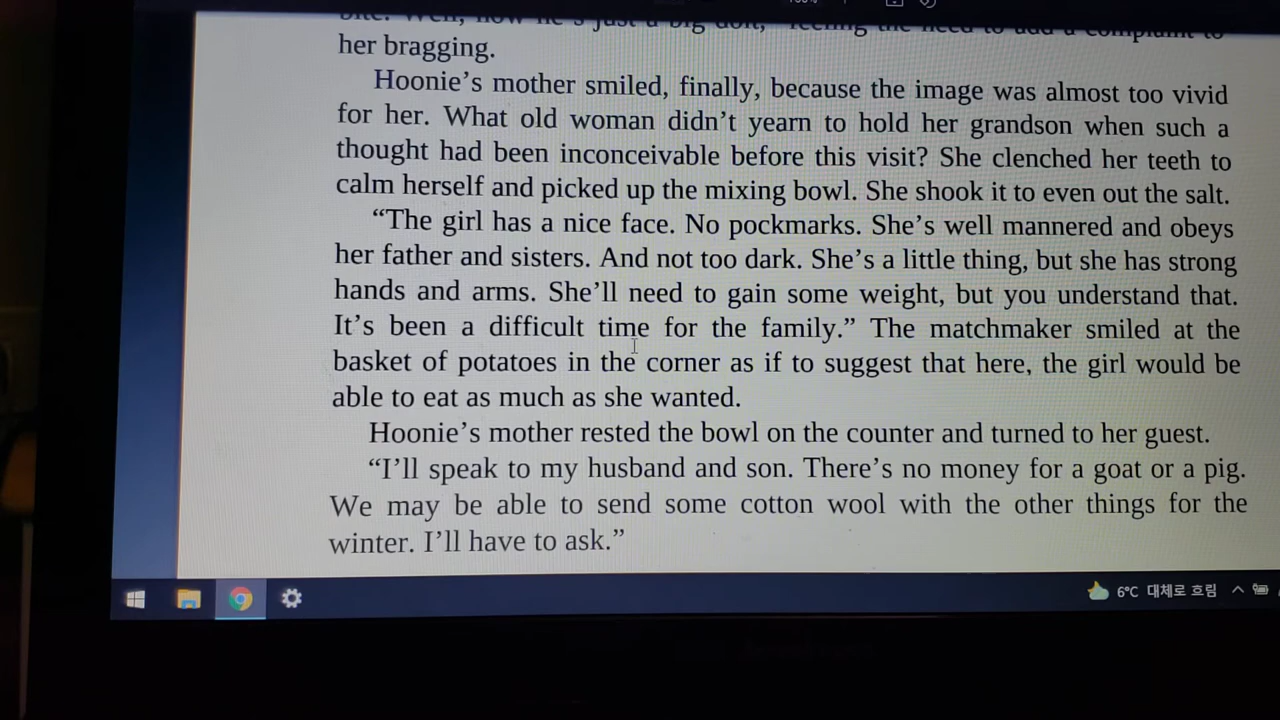 her bragging.
Hoonie’s mother smiled, finally, because the image was almost too vivid
for her. What old woman didn’t yearn to hold her grandson when such a
thought had been inconceivable before this visit? She clenched her teeth to
calm herself and picked up the mixing bowl. She shook it to even out the salt.
“The girl has a nice face. No pockmarks. She’s well mannered and obeys
her father and sisters. And not too dark. She’s a little thing, but she has strong
hands and arms. She’ll need to gain some weight, but you understand that.
It’s been a difficult time for the family.” The matchmaker smiled at the
basket of potatoes in the corner as if to suggest that here, the girl would be
able to eat as much as she wanted.
Hoonie’s mother rested the bowl on the counter and turned to her guest.
“I’ll speak to my husband and son. There’s no money for a goat or a pig.
We may be able to send some cotton wool with the other things for the
winter. I’ll have to ask.”
6°C 대체로 흐림